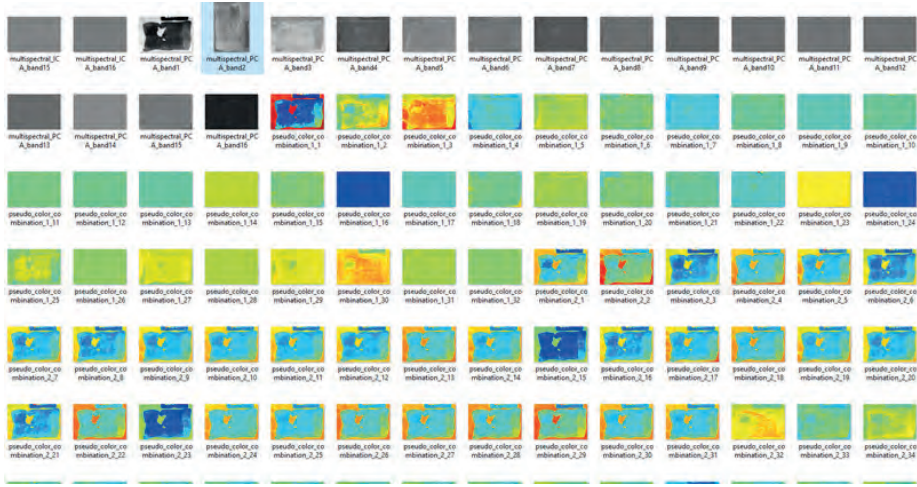 multispectral_IC
A_band15
multispectral_IC
A_band16
multispectral_PC
A_band1
multispectral_PC
A_band2
multispectral_PC
A_band3
multispectral_PC
A_band4
multispectral_PC
A_band5
multispectral_PC
A_band6
multispectral_PC
A_band7
multispectral_PC
A_band8
multispectral_PC
A_band9
multispectral_PC
A_band10
multispectral_PC
A_band11
multispectral_PC
A_band12
multispectral_PC
A_band13
multispectral_PC
A_band14
multispectral_PC
A_band15
multispectral_PC
A_band16
pseudo_color_co
mbination_1_1
pseudo_color_co
mbination_1_2
pseudo_color_co
mbination_1_3
pseudo_color_co
mbination_1_4
pseudo_color_co
mbination_1_5
pseudo_color_co
mbination_1_6
pseudo_color_co
mbination_1_7
pseudo_color_co
mbination_1_8
pseudo_color_co
mbination_1_9
pseudo_color_co
mbination_1_10
pseudo_color_co
mbination_1_11
pseudo_color_co
mbination_1_12
pseudo_color_co
mbination_1_13
pseudo_color_co
mbination_1_14
pseudo_color_co
mbination_1_15
pseudo_color_co
mbination_1_16
pseudo_color_co
mbination_1_17
pseudo_color_co
mbination_1_18
pseudo_color_co
mbination_1_19
pseudo_color_co
mbination_1_20
pseudo_color_co
mbination_1_21
pseudo_color_co
mbination_1_22
pseudo_color_co
mbination_1_23
pseudo_color_co
mbination_1_24
pseudo_color_co
mbination_1_25
pseudo_color_co
mbination_1_26
pseudo_color_co
mbination_1_27
pseudo_color_co
mbination_1_28
pseudo_color_co
mbination_1_29
pseudo_color_co
mbination_1_30
pseudo_color_co
mbination_1_31
pseudo_color_co
mbination_1_32
pseudo_color_co
mbination_2_1
pseudo_color_co
mbination_2_2
pseudo_color_co
mbination_2_3
pseudo_color_co
mbination_2_4
pseudo_color_co
mbination_2_5
pseudo_color_co
mbination_2_6
pseudo_color_co
mbination_2_7
pseudo_color_co
mbination_2_8
pseudo_color_co
mbination_2_9
pseudo_color_co
mbination_2_10
pseudo_color_co
mbination_2_11
pseudo_color_co
mbination_2_12
pseudo_color_co
mbination_2_13
pseudo_color_co
mbination_2_14
pseudo_color_co
mbination_2_15
pseudo_color_co
mbination_2_16
pseudo_color_co
mbination_2_17
pseudo_color_co
mbination_2_18
pseudo_color_co
mbination_2_19
pseudo_color_co
mbination_2_20
pseudo_color_co
mbination_2_21
pseudo_color_co
mbination_2_22
pseudo_color_co
mbination_2_23
pseudo_color_co
mbination_2_24
pseudo_color_co
mbination_2_25
pseudo_color_co
mbination_2_26
pseudo_color_co
mbination_2_27
pseudo_color_co
mbination_2_28
pseudo_color_co
mbination_2_29
pseudo_color_co
mbination_2_30
pseudo_color_co
mbination_2_31
pseudo_color_co
mbination_2_32
pseudo_color_co
mbination_2_33
pseudo_color_co
mbination_2_34